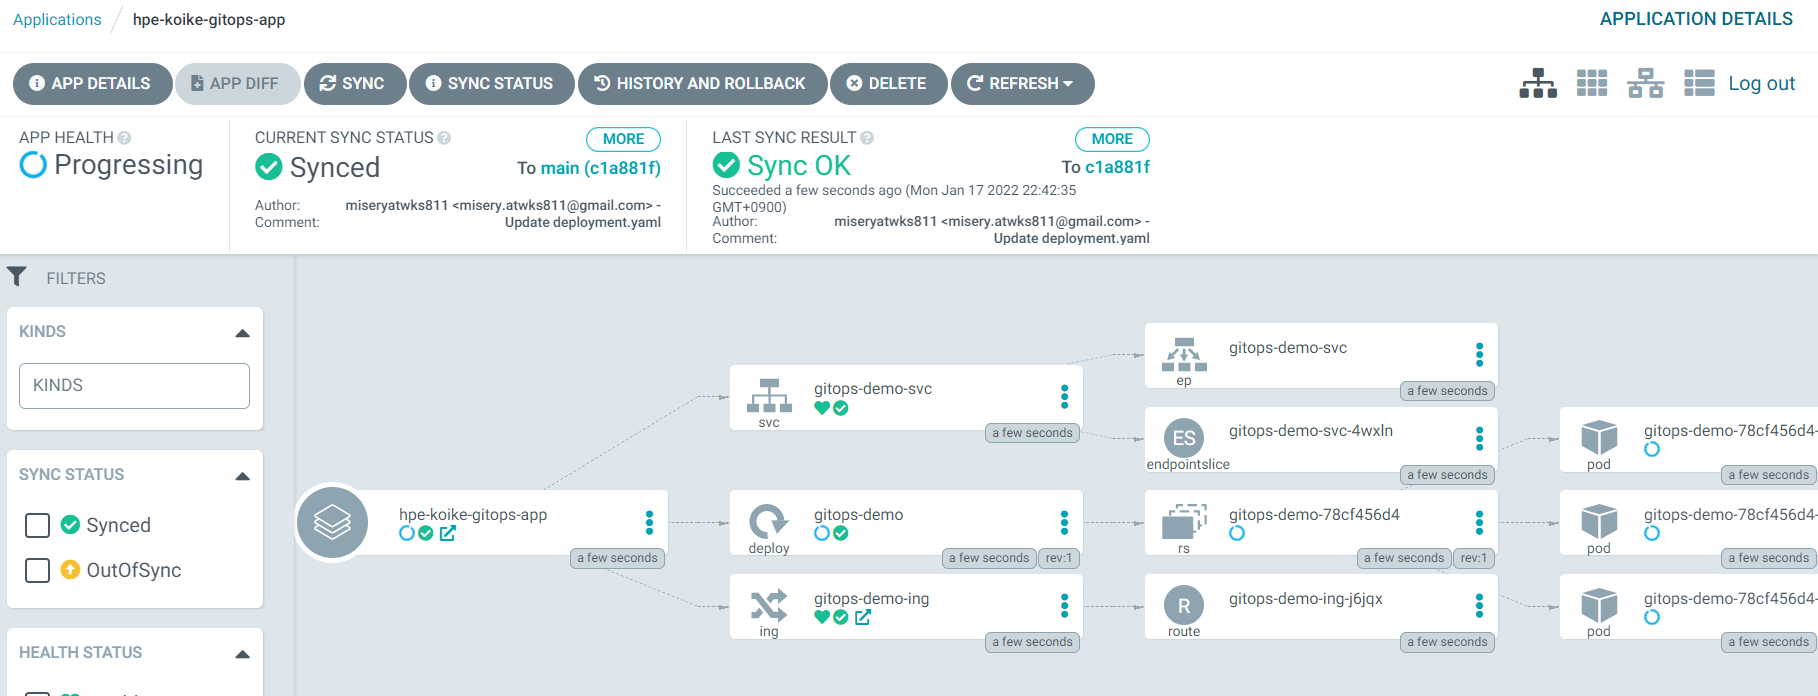 Applications / hpe-koike-gitops-app
APPLICATION DETAILS
APP DETAILS
APP DIFF
SYNC
SYNC STATUS
HISTORY AND ROLLBACK
DELETE
REFRESH
Log out
APP HEALTH
Progressing
CURRENT SYNC STATUS
MORE
Synced
To main (c1a881f)
Author: miseryatwks811 <misery.atwks811@gmail.com> -
Comment: Update deployment.yaml
LAST SYNC RESULT
MORE
Sync OK
To c1a881f
Succeeded a few seconds ago (Mon Jan 17 2022 22:42:35
GMT+0900)
Author: miseryatwks811 <misery.atwks811@gmail.com> -
Comment: Update deployment.yaml
FILTERS
KINDS
KINDS
SYNC STATUS
Synced
OutOfSync
HEALTH STATUS
hpe-koike-gitops-app
a few seconds
svc
gitops-demo-svc
a few seconds
deploy
gitops-demo
a few seconds
rev:1
ing
gitops-demo-ing
a few seconds
ep
gitops-demo-svc
a few seconds
ES
endpointslice
gitops-demo-svc-4wxln
a few seconds
rs
gitops-demo-78cf456d4
a few seconds
rev:1
R
route
gitops-demo-ing-j6jqx
a few seconds
pod
gitops-demo-78cf456d4-
a few seconds
pod
gitops-demo-78cf456d4-
a few seconds
pod
gitops-demo-78cf456d4-
a few seconds